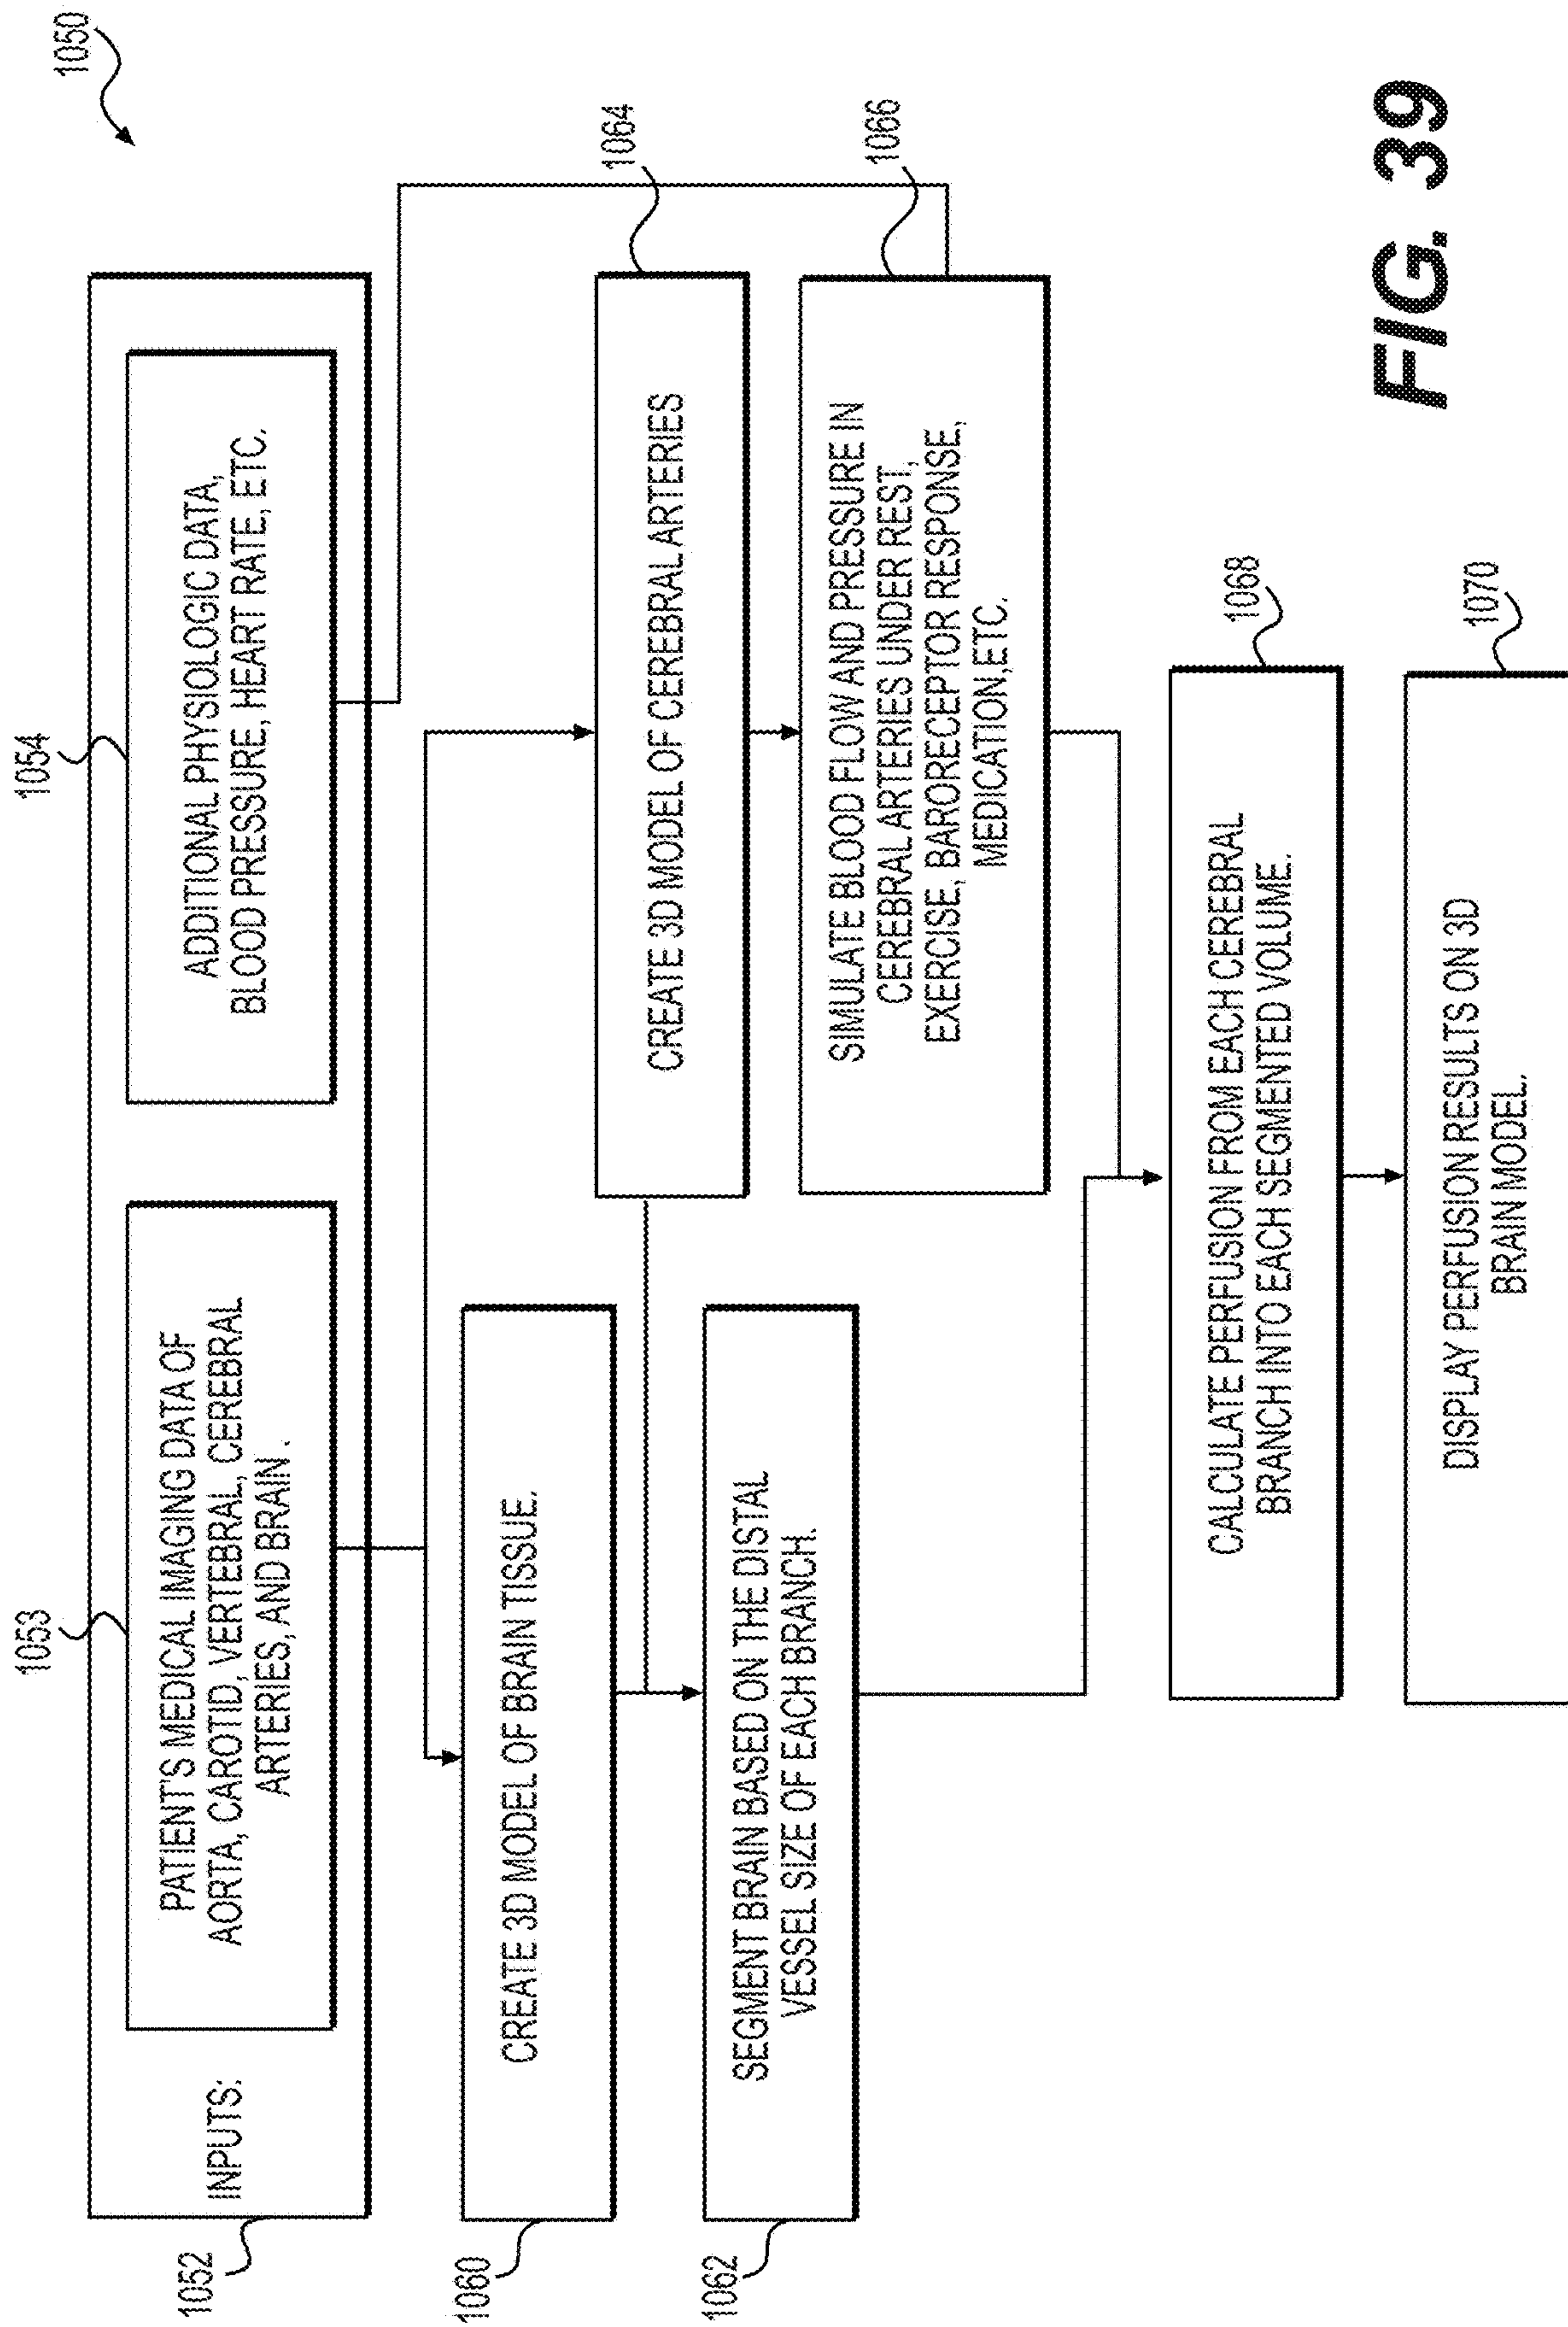 1050
1052
INPUTS:
1053
PATIENT'S MEDICAL IMAGING DATA OF
AORTA, CAROTID, VERTEBRAL, CEREBRAL
ARTERIES, AND BRAIN .
1054
ADDITIONAL PHYSIOLOGIC DATA,
BLOOD PRESSURE, HEART RATE, ETC.
1060
CREATE 3D MODEL OF BRAIN TISSUE.
1064
CREATE 3D MODEL OF CEREBRAL ARTERIES
1062
SEGMENT BRAIN BASED ON THE DISTAL
VESSEL SIZE OF EACH BRANCH.
1066
SIMULATE BLOOD FLOW AND PRESSURE IN
CEREBRAL ARTERIES UNDER REST,
EXERCISE, BARORECEPTOR RESPONSE,
MEDICATION,ETC.
1068
CALCULATE PERFUSION FROM EACH CEREBRAL
BRANCH INTO EACH SEGMENTED VOLUME.
1070
DISPLAY PERFUSION RESULTS ON 3D
BRAIN MODEL.
FIG. 39